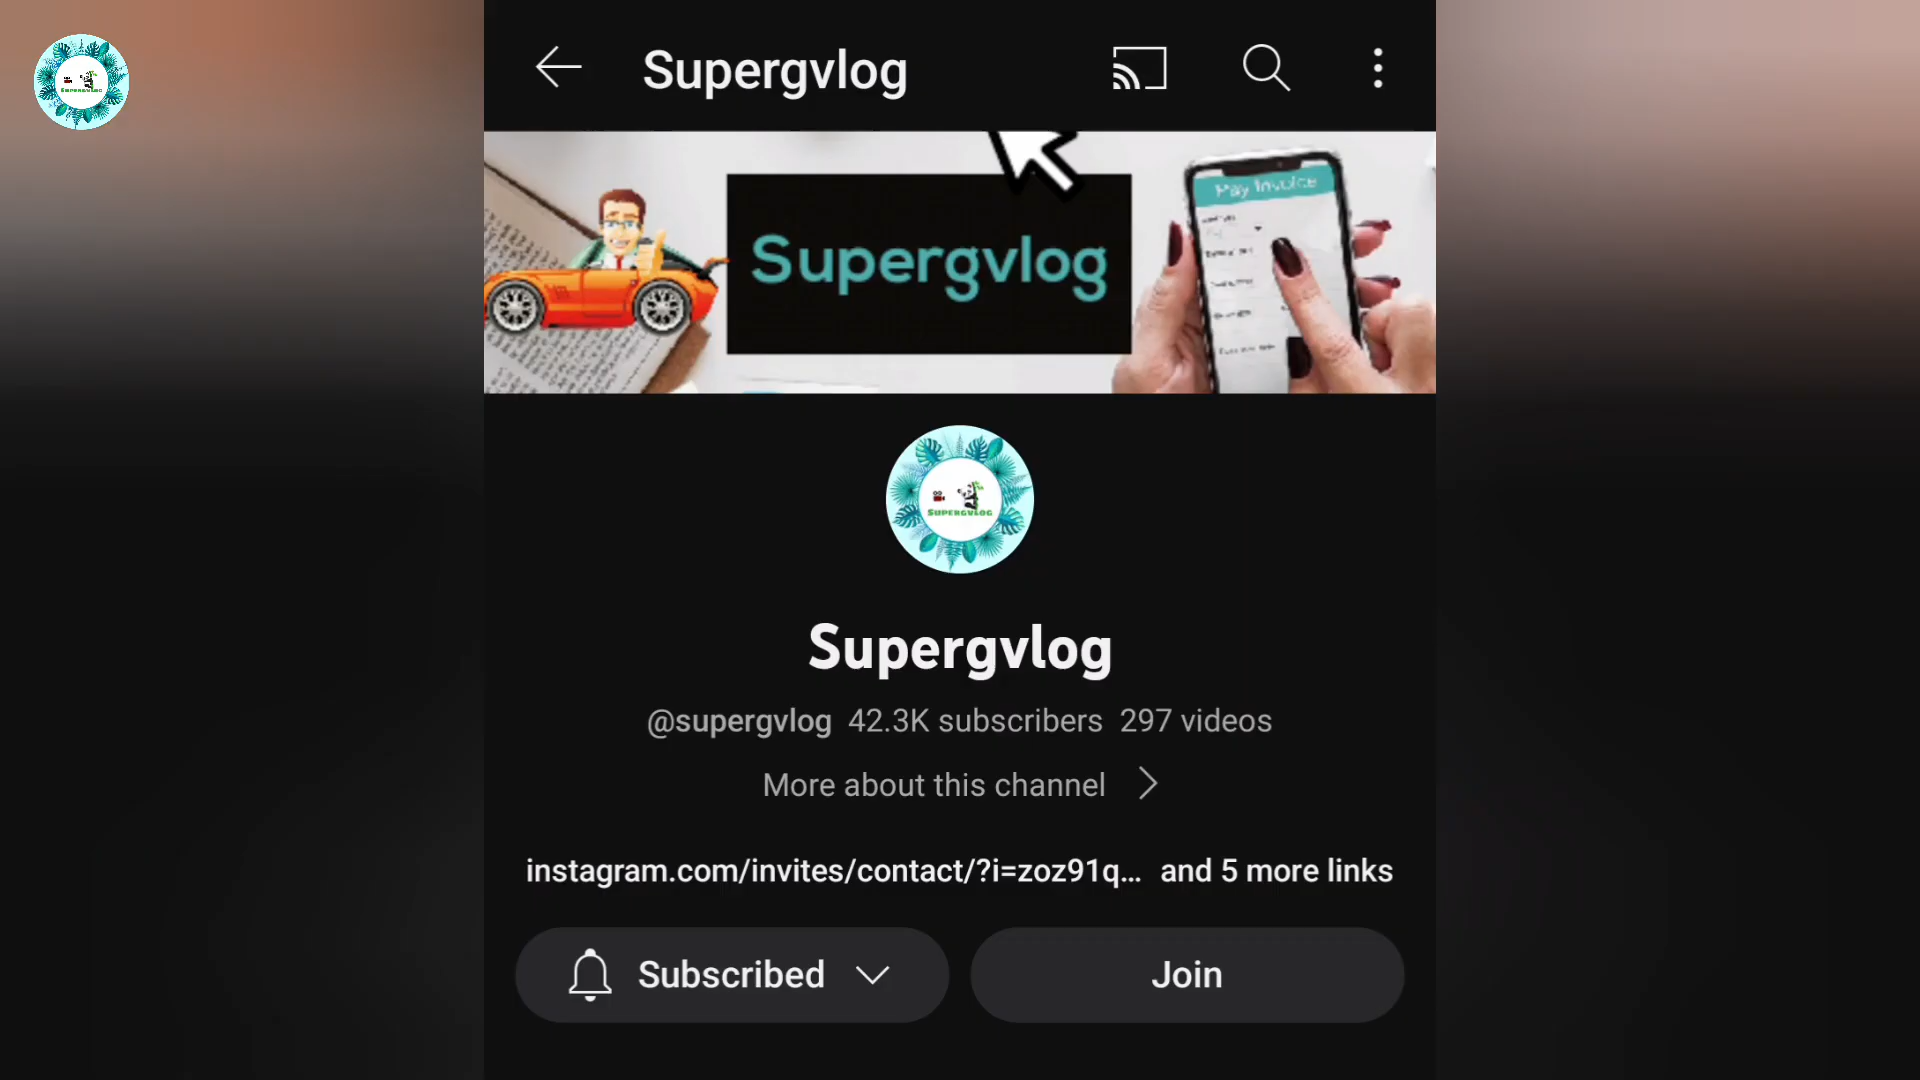 Supergvlog
Pay Invoice
Supergvlog
SUPERGVLOG
SUPERGVLOG
Supergvlog
@supergvlog 42.3K subscribers 297 videos
More about this channel
instagram.com/invites/contact/?i=zoz91q... and 5 more links
Subscribed
Join